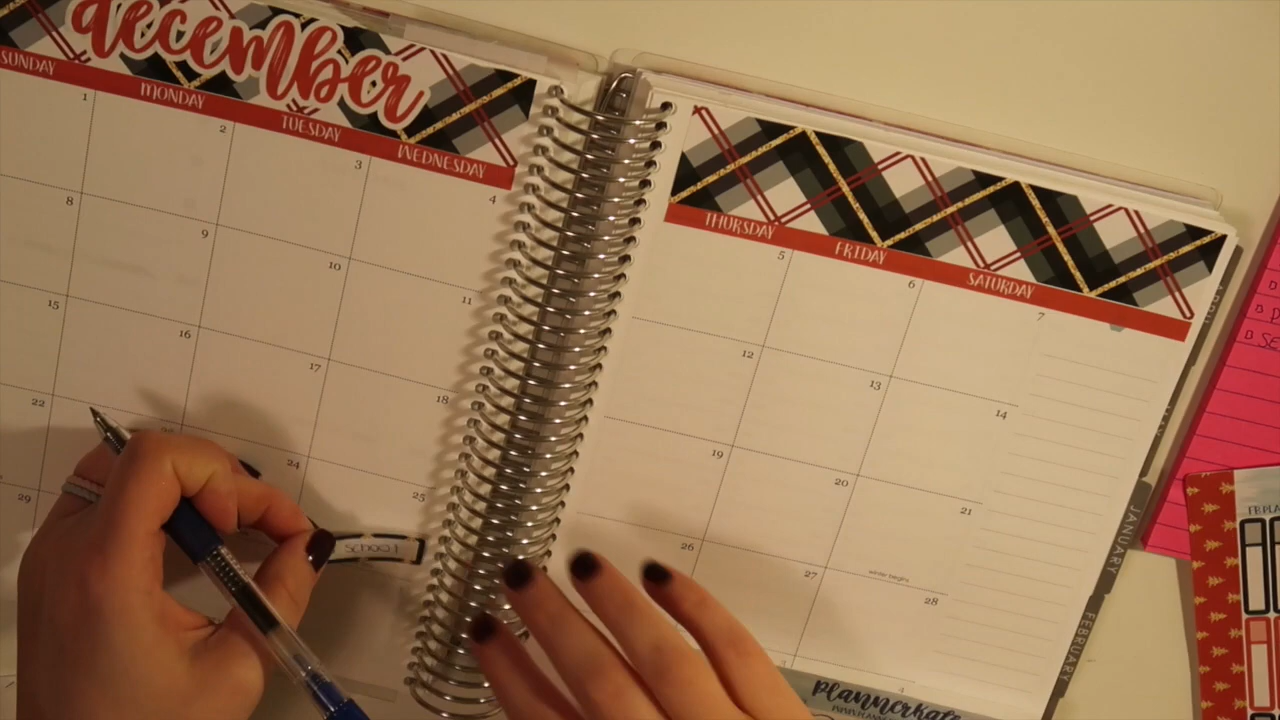 december
SUNDAY MONDAY TUESDAY WEDNESDAY
THURSDAY FRIDAY SATURDAY
1 2 3 4 5 6 7
8 9 10 11 12 13 14
15 16 17 18 19 20 21
winter begins
22 24 25 26 27 28
29
school
4
plannerkate
JANUARY
FEBRUARY